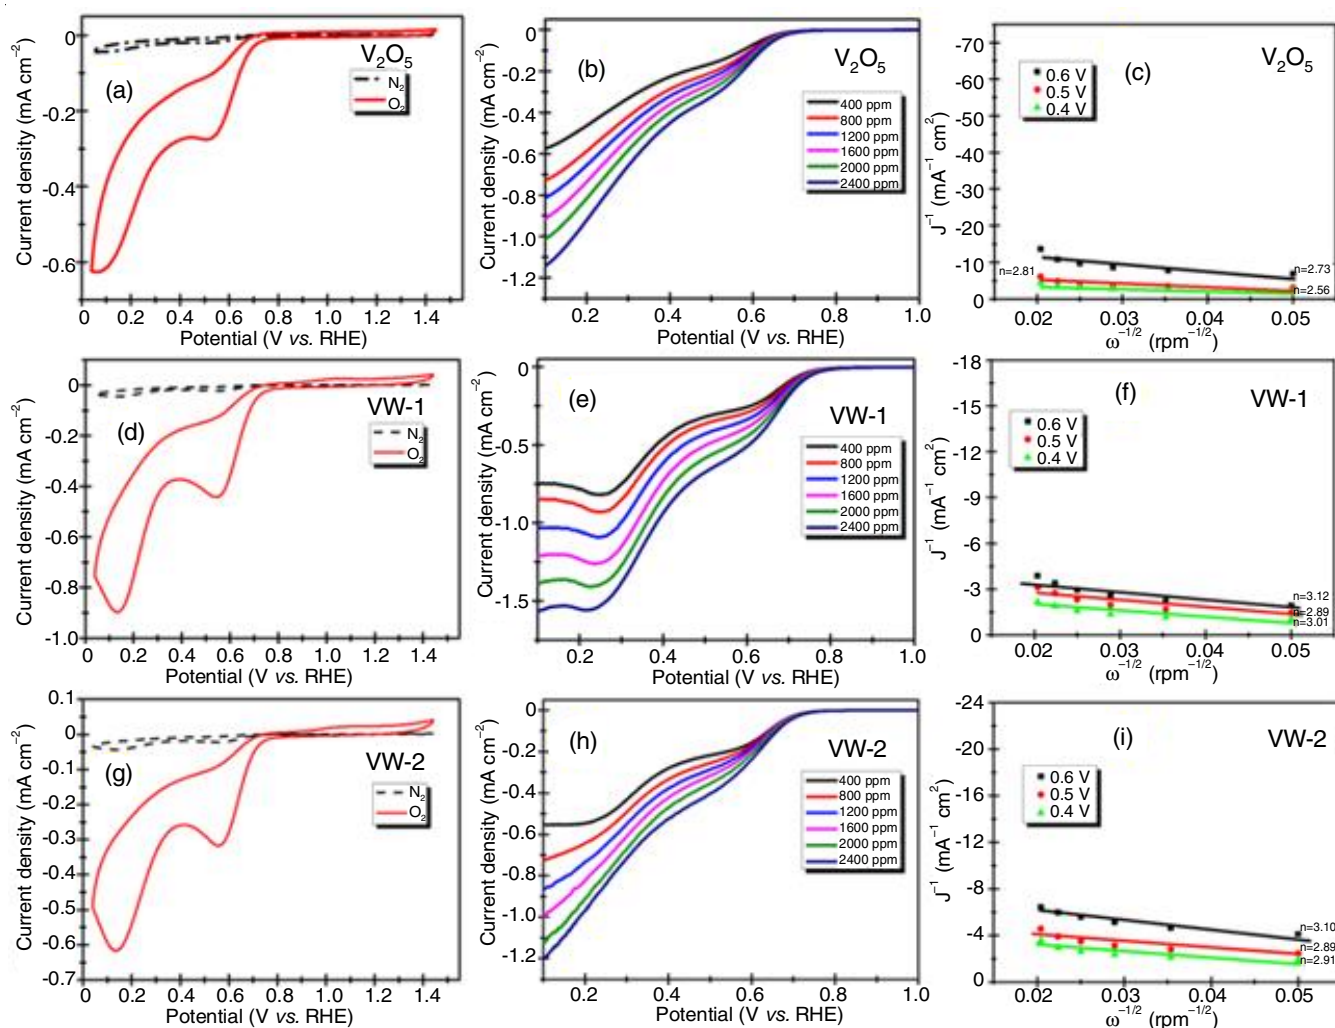 0
-0.2
-0.4
-0.6
0 0.2 0.4 0.6 0.8 1.0 1.2 1.4
Potential (V vs. RHE)
Current density (mA cm⁻²)
(a)
V₂O₅
N₂
O₂
0
-0.2
-0.4
-0.6
-0.8
-1.0
-1.2
0.2 0.4 0.6 0.8 1.0
Potential (V vs. RHE)
Current density (mA cm⁻²)
(b)
V₂O₅
400 ppm
800 ppm
1200 ppm
1600 ppm
2000 ppm
2400 ppm
-70
-60
-50
-40
-30
-20
-10
0
0.02 0.03 0.04 0.05
ω⁻¹/² (rpm⁻¹/²)
J⁻¹ (mA⁻¹ cm²)
(c)
V₂O₅
0.6 V
0.5 V
0.4 V
n=2.81
n=2.73
n=2.56
0
-0.2
-0.4
-0.6
-0.8
-1.0
0 0.2 0.4 0.6 0.8 1.0 1.2 1.4
Potential (V vs. RHE)
Current density (mA cm⁻²)
(d)
VW-1
N₂
O₂
0
-0.5
-1.0
-1.5
0.2 0.4 0.6 0.8 1.0
Potential (V vs. RHE)
Current density (mA cm⁻²)
(e)
VW-1
400 ppm
800 ppm
1200 ppm
1600 ppm
2000 ppm
2400 ppm
-18
-15
-12
-9
-6
-3
0
0.02 0.03 0.04 0.05
ω⁻¹/² (rpm⁻¹/²)
J⁻¹ (mA⁻¹ cm²)
(f)
VW-1
0.6 V
0.5 V
0.4 V
n=3.12
n=2.89
n=3.01
0.1
0
-0.1
-0.2
-0.3
-0.4
-0.5
-0.6
-0.7
0 0.2 0.4 0.6 0.8 1.0 1.2 1.4
Potential (V vs. RHE)
Current density (mA cm⁻²)
(g)
VW-2
N₂
O₂
0
-0.2
-0.4
-0.6
-0.8
-1.0
-1.2
0.2 0.4 0.6 0.8 1.0
Potential (V vs. RHE)
Current density (mA cm⁻²)
(h)
VW-2
400 ppm
800 ppm
1200 ppm
1600 ppm
2000 ppm
2400 ppm
-24
-20
-16
-12
-8
-4
0
0.02 0.03 0.04 0.05
ω⁻¹/² (rpm⁻¹/²)
J⁻¹ (mA⁻¹ cm²)
(i)
VW-2
0.6 V
0.5 V
0.4 V
n=3.10
n=2.89
n=2.91